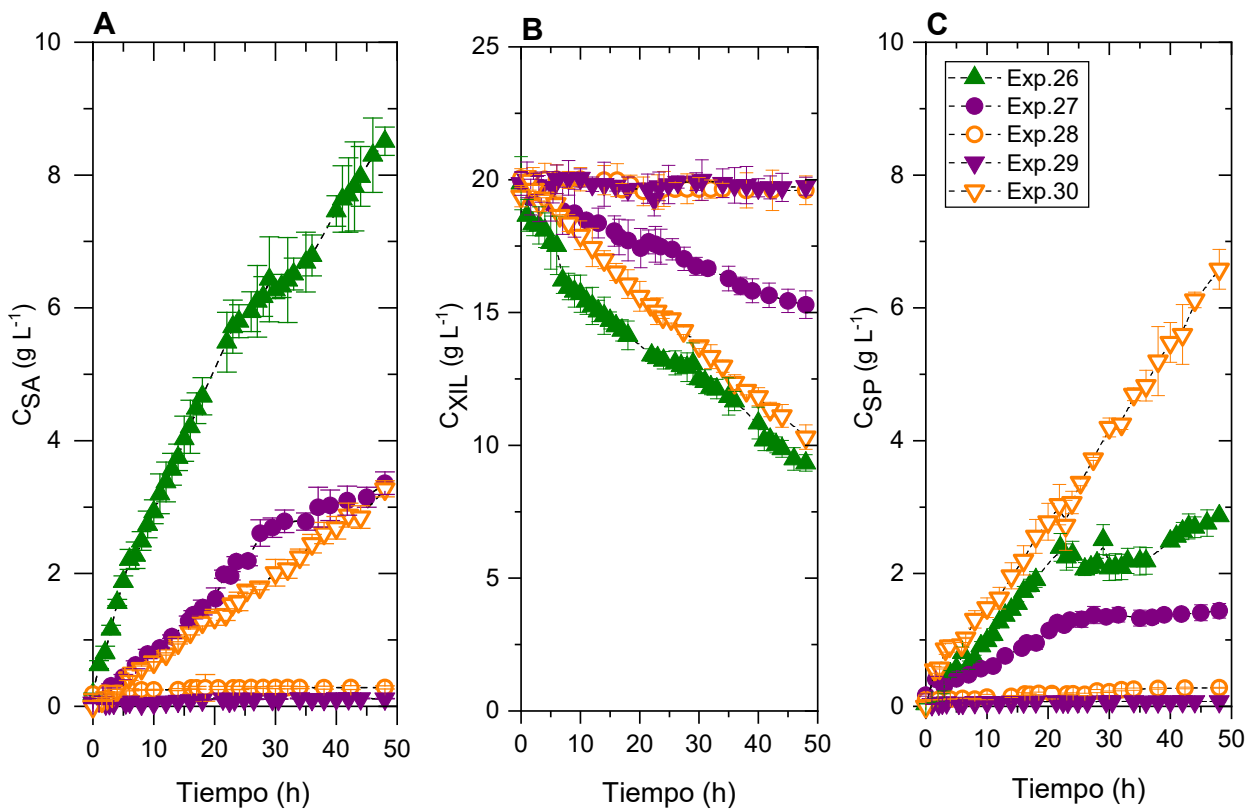 A
C_SA (g L⁻¹)
10
8
6
4
2
0
0 10 20 30 40 50
Tiempo (h)
B
C_XIL (g L⁻¹)
25
20
15
10
5
0
0 10 20 30 40 50
Tiempo (h)
C
C_SP (g L⁻¹)
10
8
6
4
2
0
0 10 20 30 40 50
Tiempo (h)
Exp.26
Exp.27
Exp.28
Exp.29
Exp.30